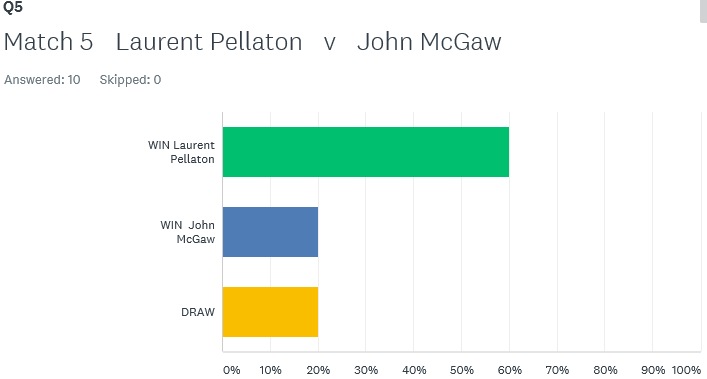 Q5
Match 5 Laurent Pellaton v John McGaw
Answered: 10 Skipped: 0
WIN Laurent
Pellaton
WIN John
McGaw
DRAW
0% 10% 20% 30% 40% 50% 60% 70% 80% 90% 100%